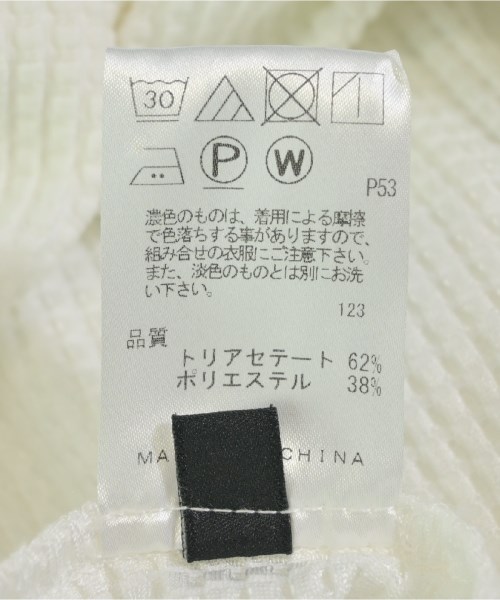 30
P W
P53
濃色のものは、着用による摩擦
で色落ちする事がありますので、
組み合せの衣服にご注意下さい。
また、淡色のものとは別にお洗
い下さい。
123
品質
トリアセテート 62%
ポリエステル 38%
MA CHINA